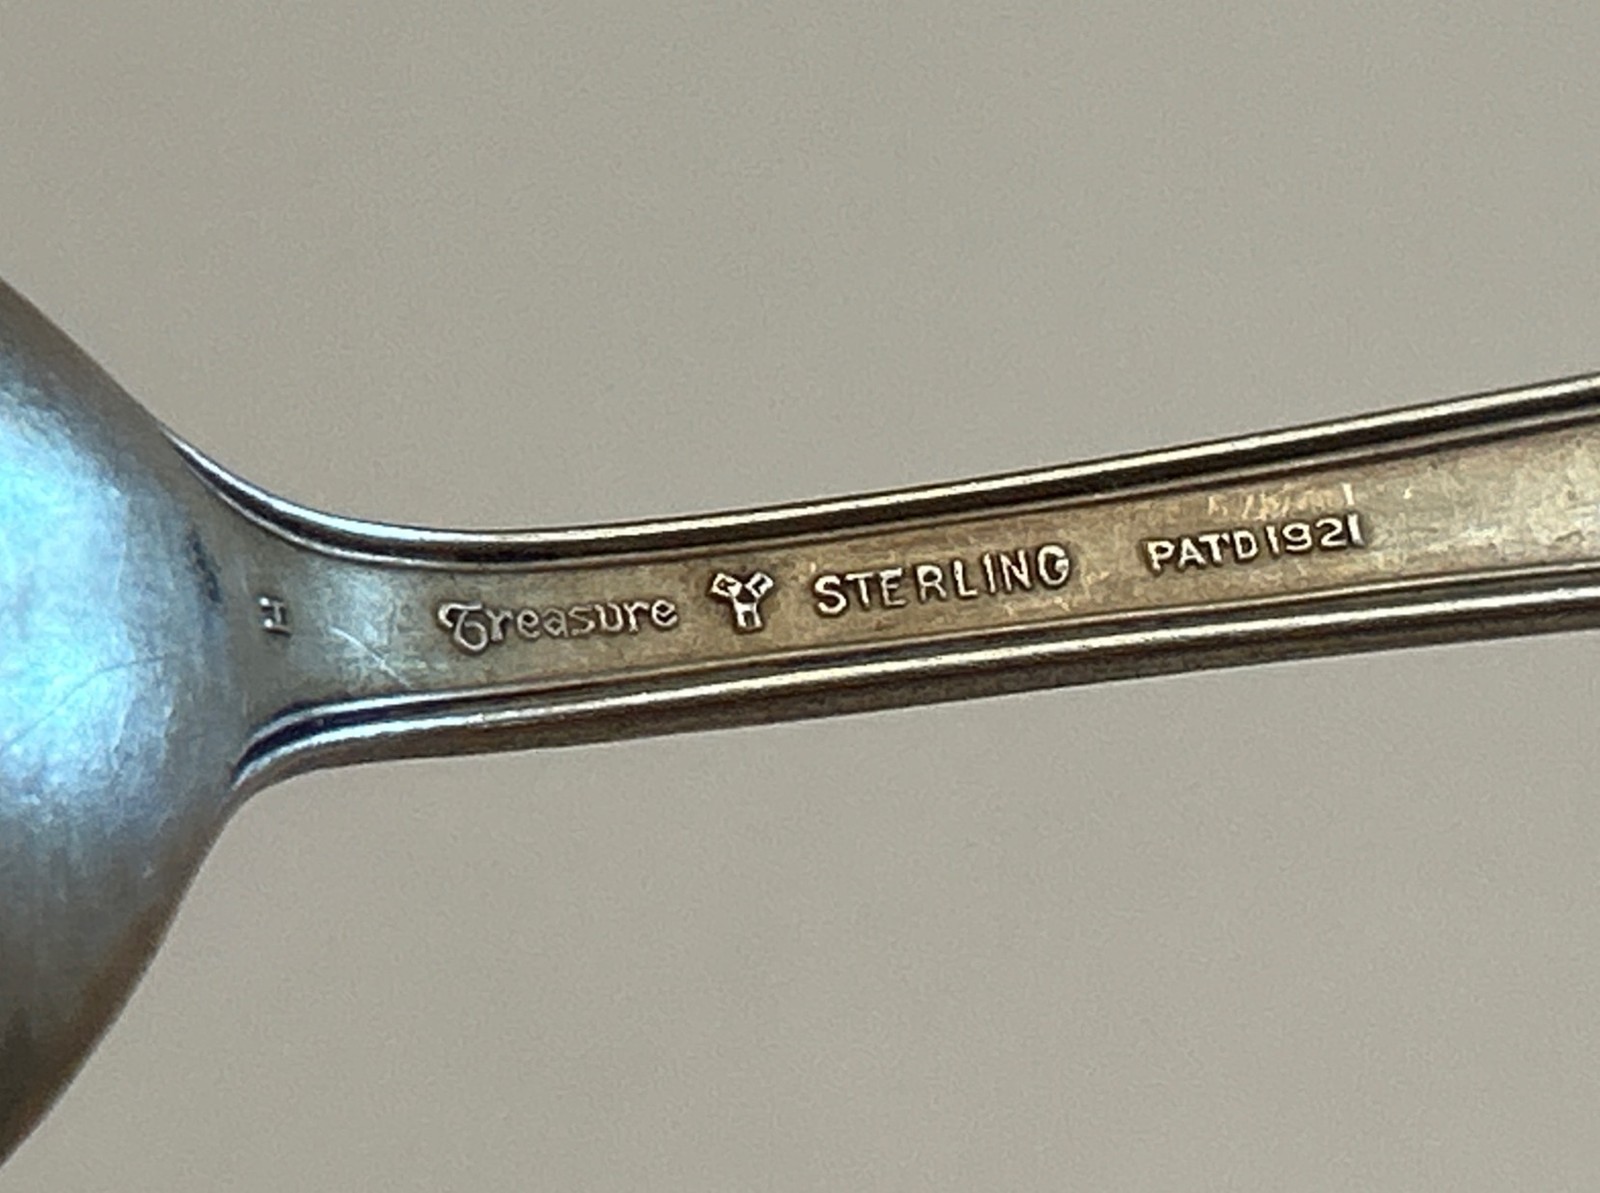 H Treasure STERLING PAT'D 1921